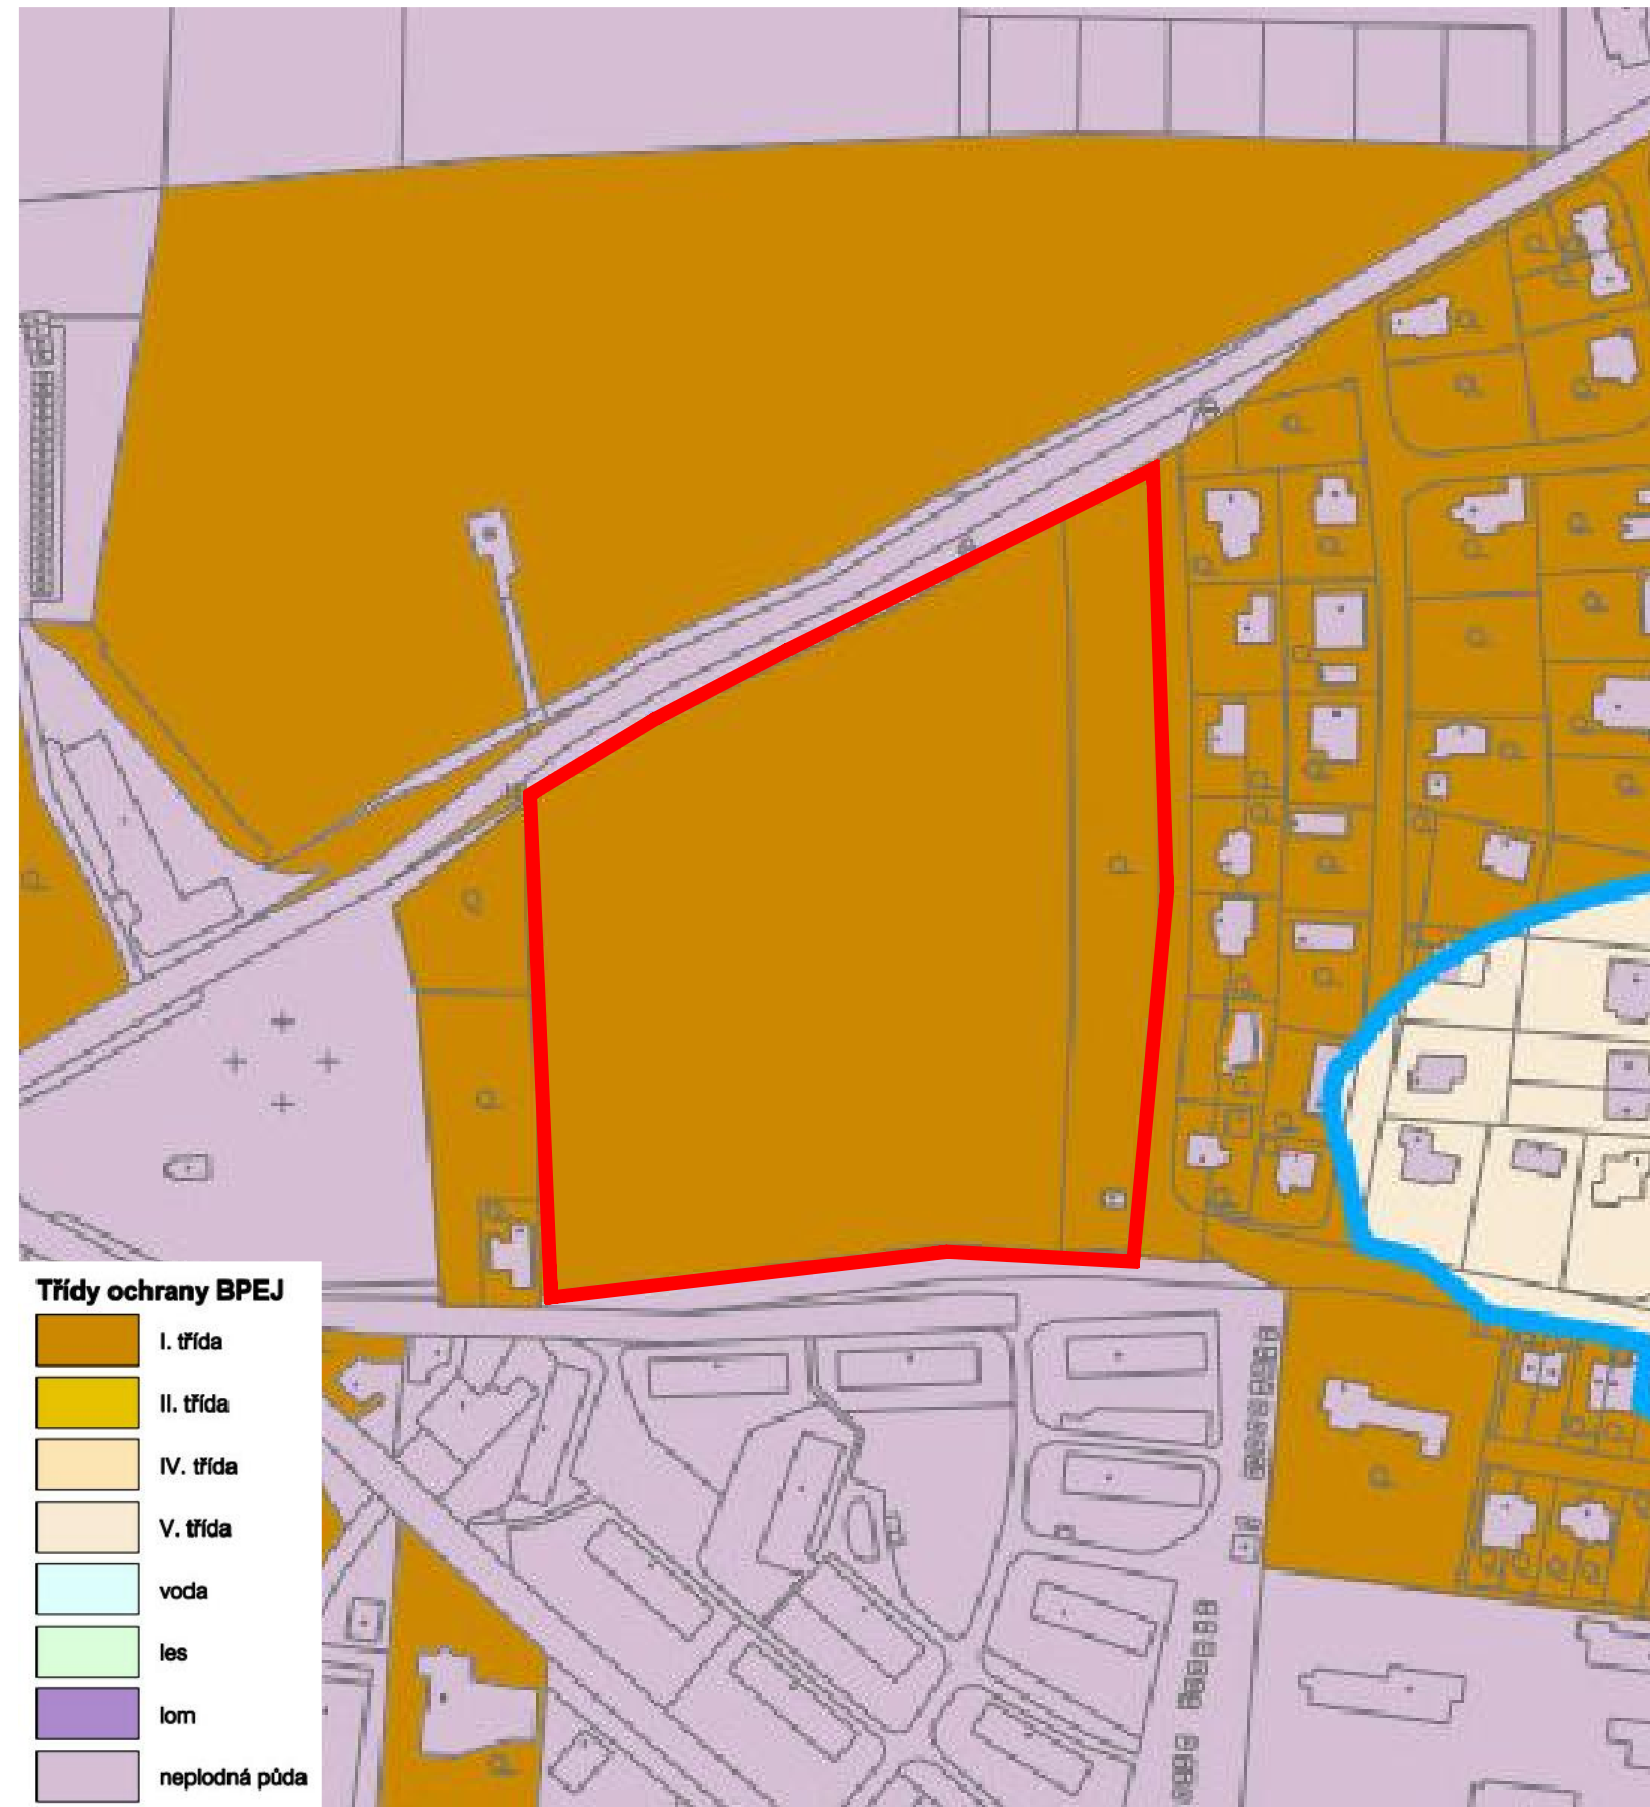 Třídy ochrany BPEJ
I. třída
II. třída
IV. třída
V. třída
voda
les
lom
neplodná půda